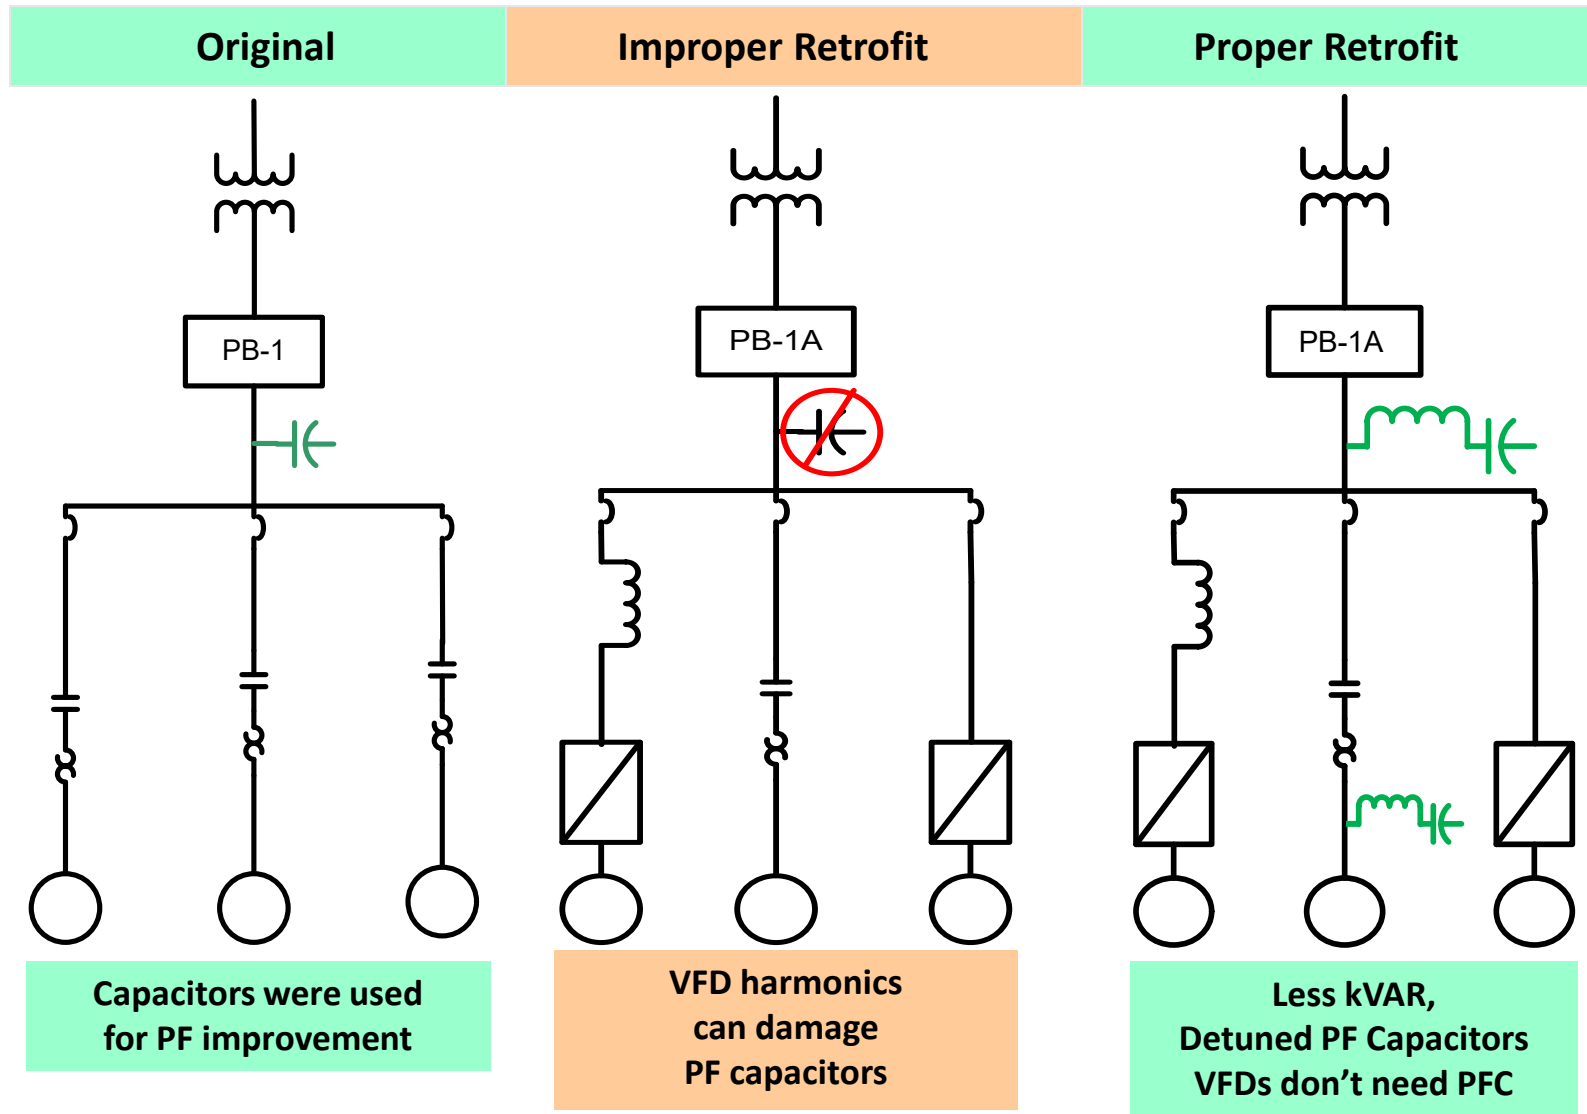 Original
Improper Retrofit
Proper Retrofit
PB-1
PB-1A
PB-1A
Capacitors were used
for PF improvement
VFD harmonics
can damage
PF capacitors
Less kVAR,
Detuned PF Capacitors
VFDs don’t need PFC